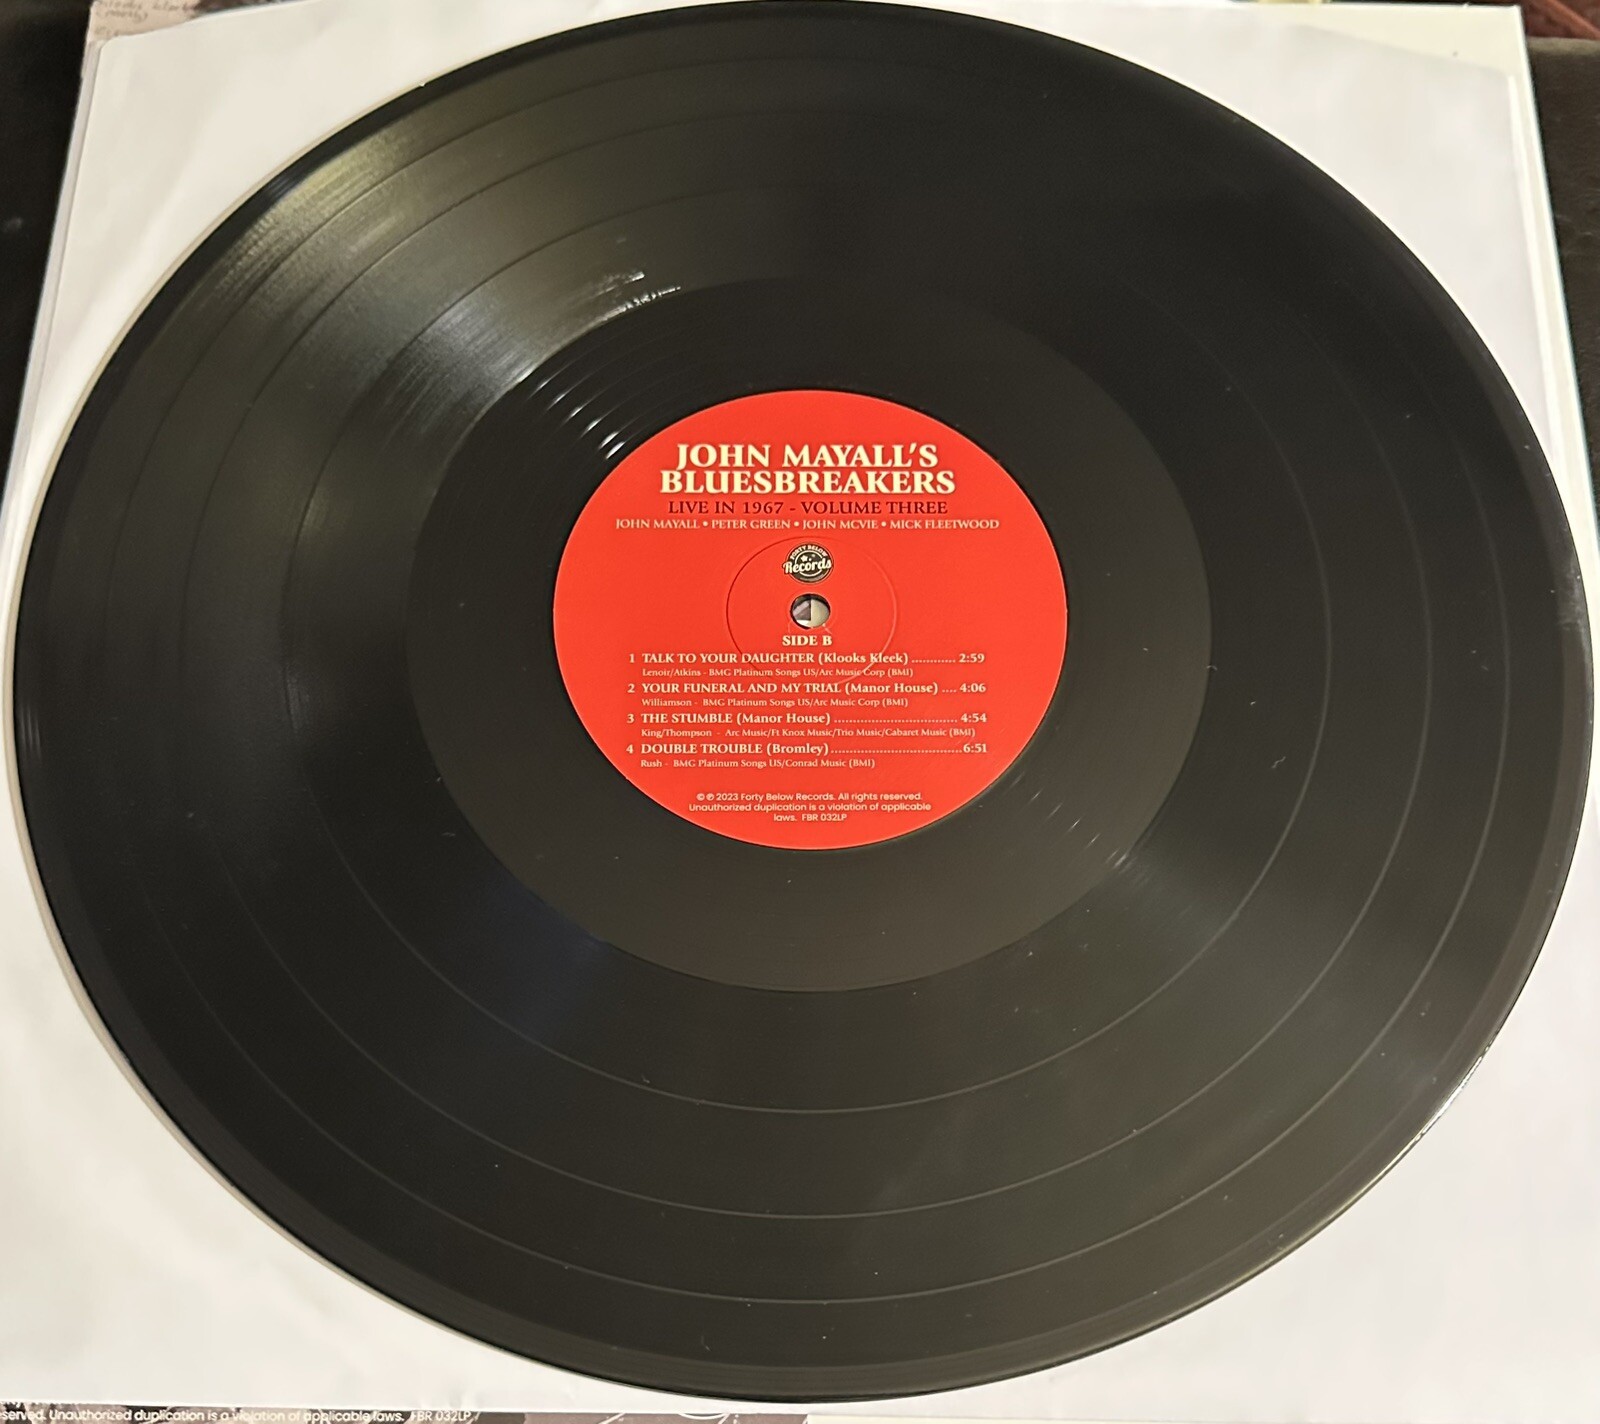 JOHN MAYALL'S
BLUESBREAKERS
LIVE IN 1967 - VOLUME THREE
JOHN MAYALL • PETER GREEN • JOHN MCVIE • MICK FLEETWOOD
FORTY BELOW
Records
SIDE B
1 TALK TO YOUR DAUGHTER (Klooks Kleek) ............ 2:59
Lenoir/Atkins - BMG Platinum Songs US/Arc Music Corp (BMI)
2 YOUR FUNERAL AND MY TRIAL (Manor House) .... 4:06
Williamson - BMG Platinum Songs US/Arc Music Corp (BMI)
3 THE STUMBLE (Manor House) ................................. 4:54
King/Thompson - Arc Music/Ft Knox Music/Trio Music/Cabaret Music (BMI)
4 DOUBLE TROUBLE (Bromley)...................................6:51
Rush - BMG Platinum Songs US/Conrad Music (BMI)
© ℗ 2023 Forty Below Records. All rights reserved.
Unauthorized duplication is a violation of applicable
laws. FBR 032LP
served. Unauthorized duplication is a violation of applicable laws. FBR 032LP